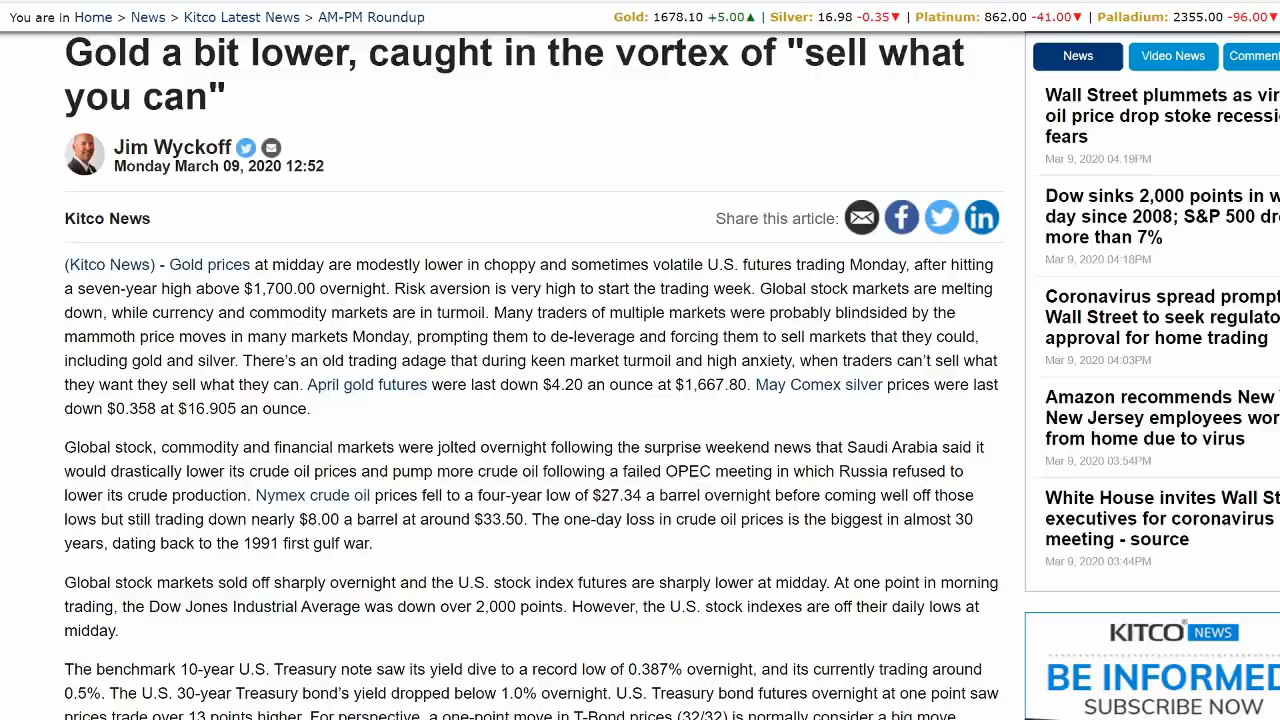 You are in Home > News > Kitco Latest News > AM-PM Roundup
Gold: 1678.10 +5.00▲ | Silver: 16.98 -0.35▼ | Platinum: 862.00 -41.00▼ | Palladium: 2355.00 -96.00▼
Gold a bit lower, caught in the vortex of "sell what
you can"
Jim Wyckoff
Monday March 09, 2020 12:52
Kitco News
Share this article:
(Kitco News) - Gold prices at midday are modestly lower in choppy and sometimes volatile U.S. futures trading Monday, after hitting
a seven-year high above $1,700.00 overnight. Risk aversion is very high to start the trading week. Global stock markets are melting
down, while currency and commodity markets are in turmoil. Many traders of multiple markets were probably blindsided by the
mammoth price moves in many markets Monday, prompting them to de-leverage and forcing them to sell markets that they could,
including gold and silver. There's an old trading adage that during keen market turmoil and high anxiety, when traders can't sell what
they want they sell what they can. April gold futures were last down $4.20 an ounce at $1,667.80. May Comex silver prices were last
down $0.358 at $16.905 an ounce.
Global stock, commodity and financial markets were jolted overnight following the surprise weekend news that Saudi Arabia said it
would drastically lower its crude oil prices and pump more crude oil following a failed OPEC meeting in which Russia refused to
lower its crude production. Nymex crude oil prices fell to a four-year low of $27.34 a barrel overnight before coming well off those
lows but still trading down nearly $8.00 a barrel at around $33.50. The one-day loss in crude oil prices is the biggest in almost 30
years, dating back to the 1991 first gulf war.
Global stock markets sold off sharply overnight and the U.S. stock index futures are sharply lower at midday. At one point in morning
trading, the Dow Jones Industrial Average was down over 2,000 points. However, the U.S. stock indexes are off their daily lows at
midday.
The benchmark 10-year U.S. Treasury note saw its yield dive to a record low of 0.387% overnight, and its currently trading around
0.5%. The U.S. 30-year Treasury bond's yield dropped below 1.0% overnight. U.S. Treasury bond futures overnight at one point saw
prices trade over 13 points higher. For perspective, a one-point move in T-Bond prices (32/32) is normally consider a big move.
News
Video News
Comment
Wall Street plummets as vir
oil price drop stoke recessi
fears
Mar 9, 2020 04:19PM
Dow sinks 2,000 points in w
day since 2008; S&P 500 dr
more than 7%
Mar 9, 2020 04:18PM
Coronavirus spread prompt
Wall Street to seek regulato
approval for home trading
Mar 9, 2020 04:03PM
Amazon recommends New
New Jersey employees wor
from home due to virus
Mar 9, 2020 03:54PM
White House invites Wall St
executives for coronavirus
meeting - source
Mar 9, 2020 03:44PM
KITCO® NEWS
BE INFORMED
SUBSCRIBE NOW